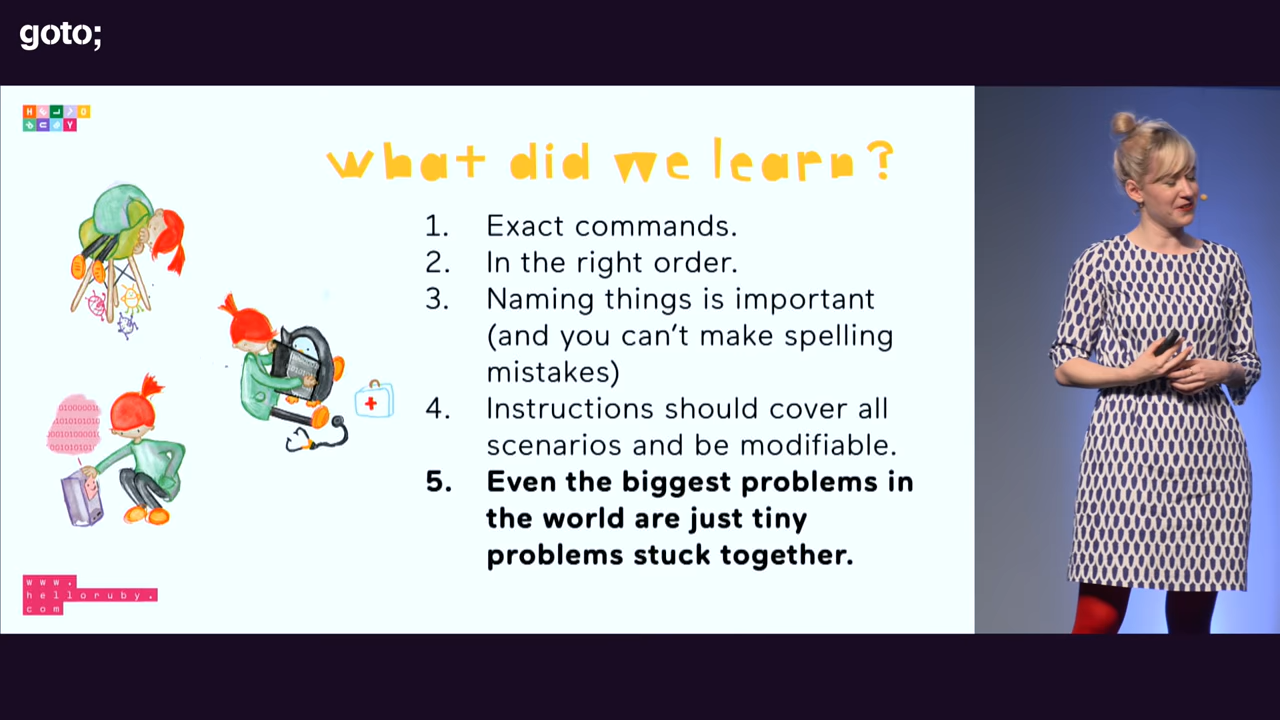 goto;
HELLO
RUBY
what did we learn?
1. Exact commands.
2. In the right order.
3. Naming things is important
(and you can't make spelling
mistakes)
4. Instructions should cover all
scenarios and be modifiable.
5. Even the biggest problems in
the world are just tiny
problems stuck together.
www.
helloruby.
com